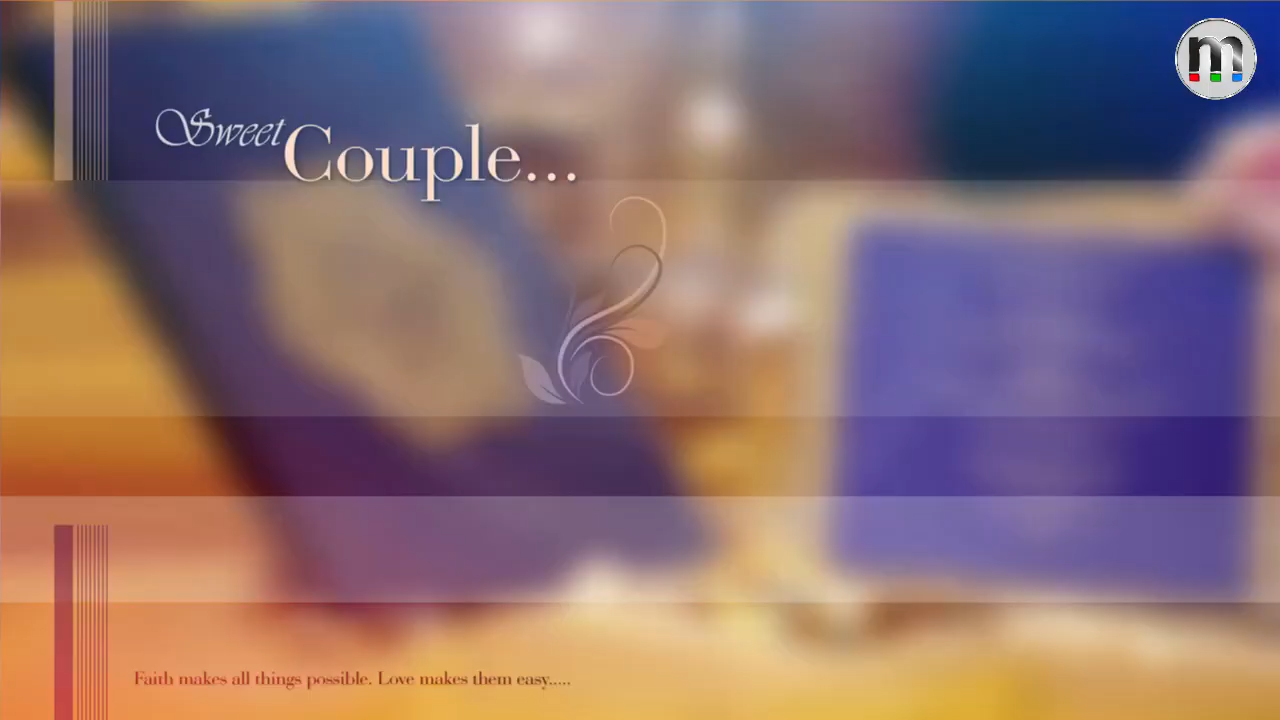 Sweet
Couple...
m
Faith makes all things possible. Love makes them easy.....